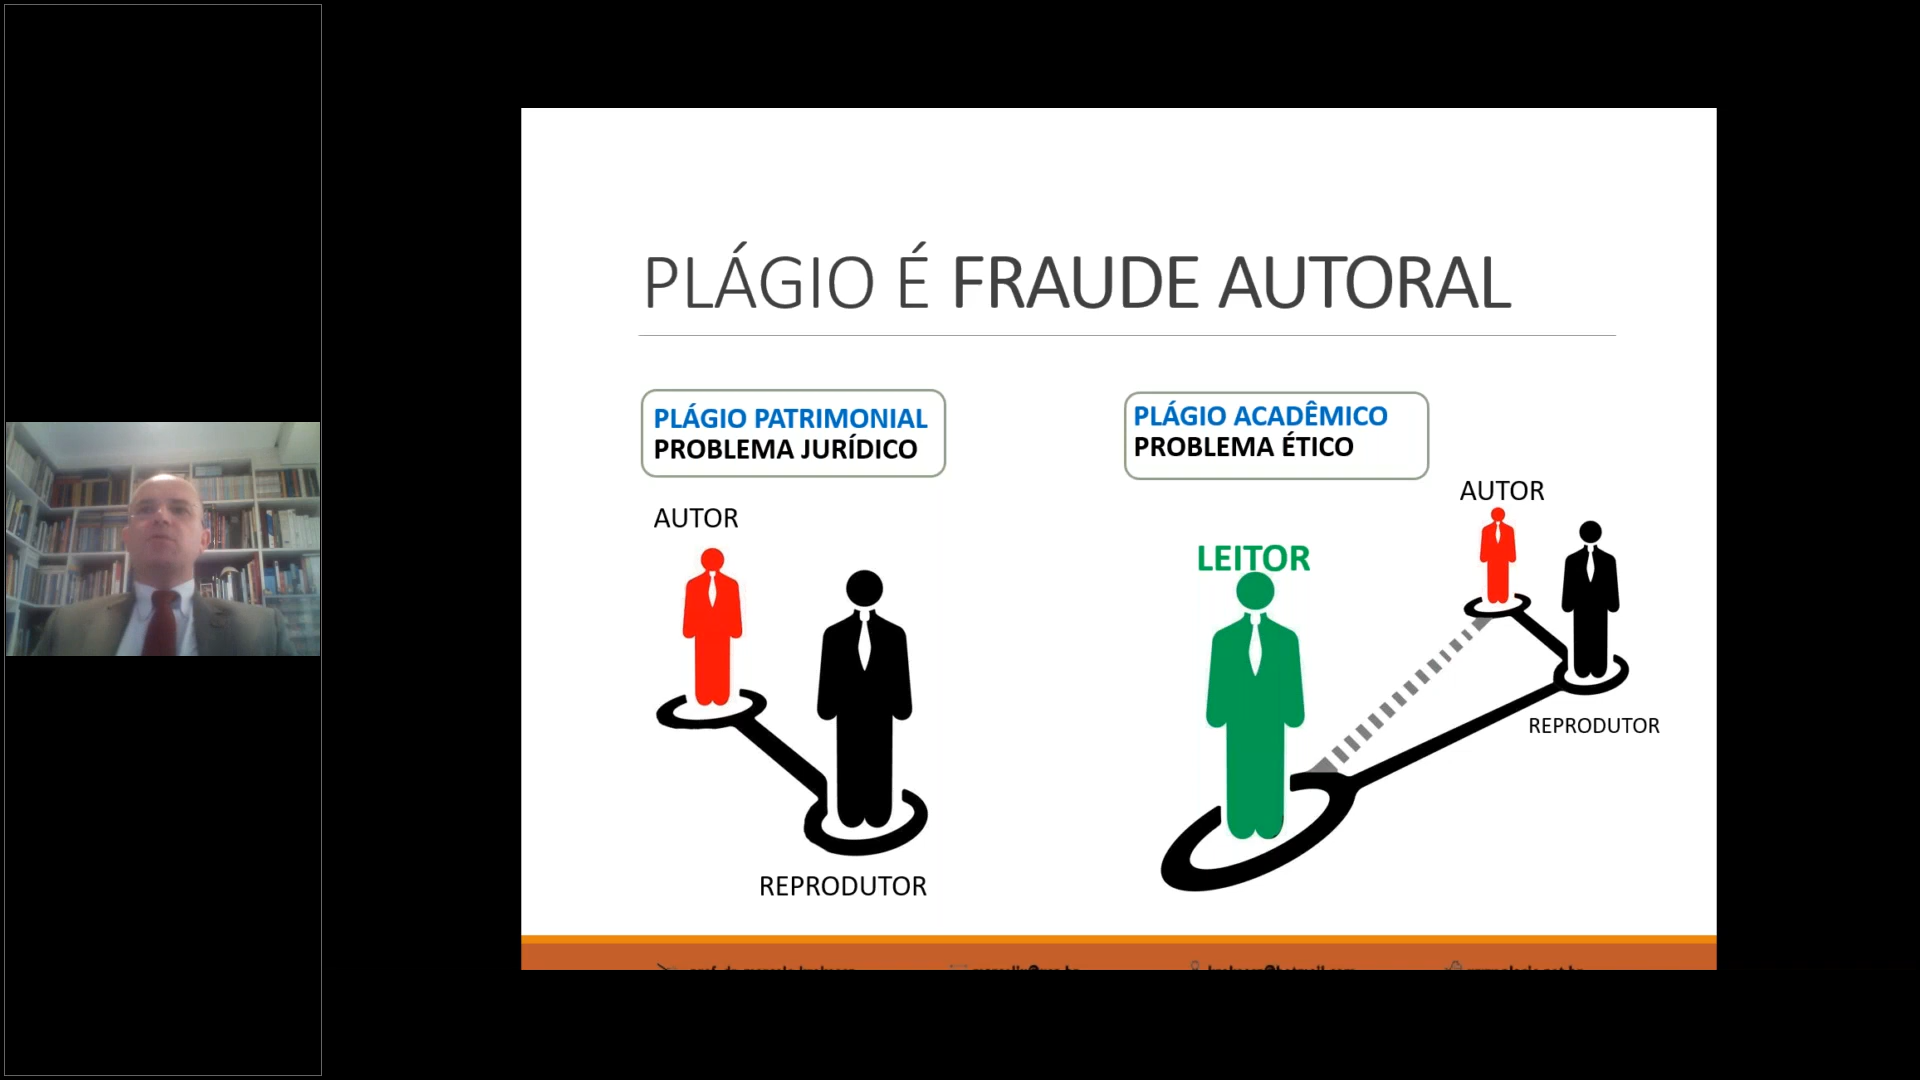 PLÁGIO É FRAUDE AUTORAL
PLÁGIO PATRIMONIAL
PROBLEMA JURÍDICO
AUTOR
REPRODUTOR
PLÁGIO ACADÊMICO
PROBLEMA ÉTICO
AUTOR
LEITOR
REPRODUTOR